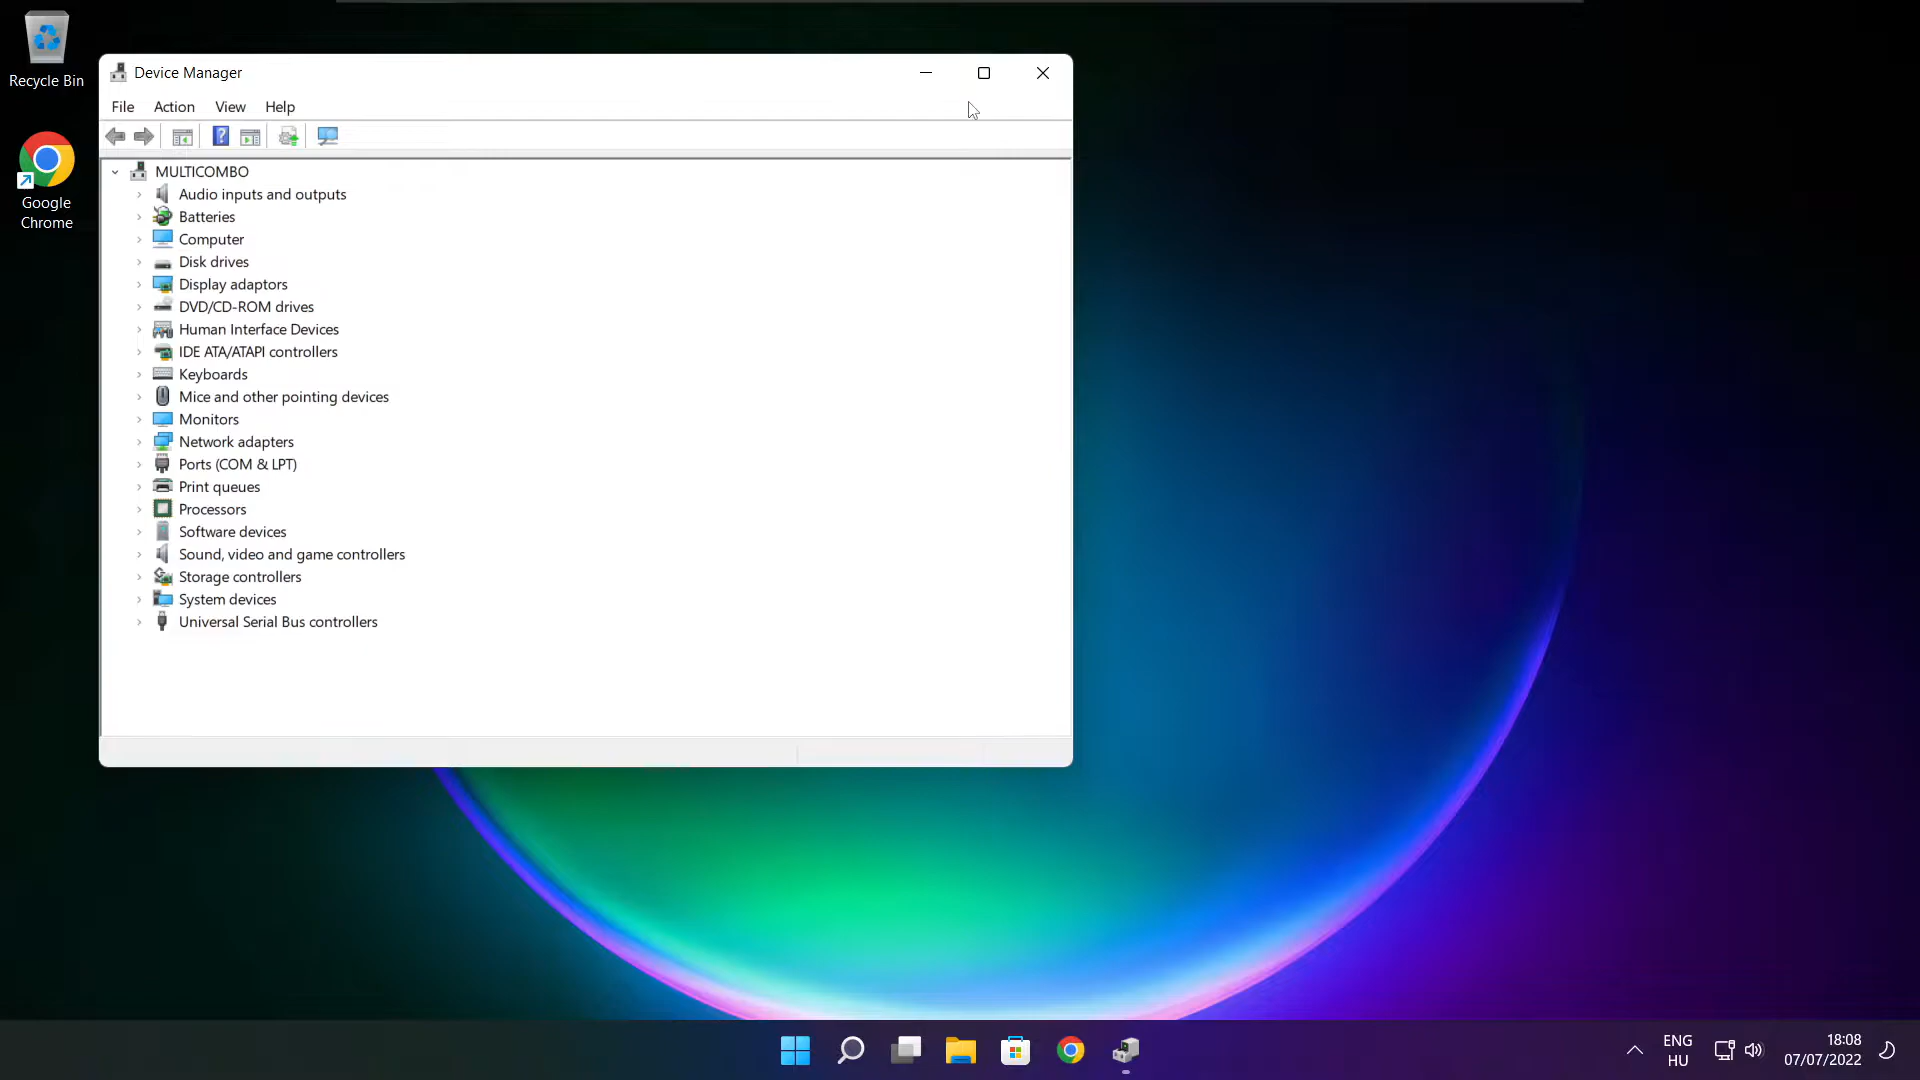 Recycle Bin
Google
Chrome
Device Manager
File Action View Help
MULTICOMBO
Audio inputs and outputs
Batteries
Computer
Disk drives
Display adaptors
DVD/CD-ROM drives
Human Interface Devices
IDE ATA/ATAPI controllers
Keyboards
Mice and other pointing devices
Monitors
Network adapters
Ports (COM & LPT)
Print queues
Processors
Software devices
Sound, video and game controllers
Storage controllers
System devices
Universal Serial Bus controllers
ENG
HU
18:08
07/07/2022